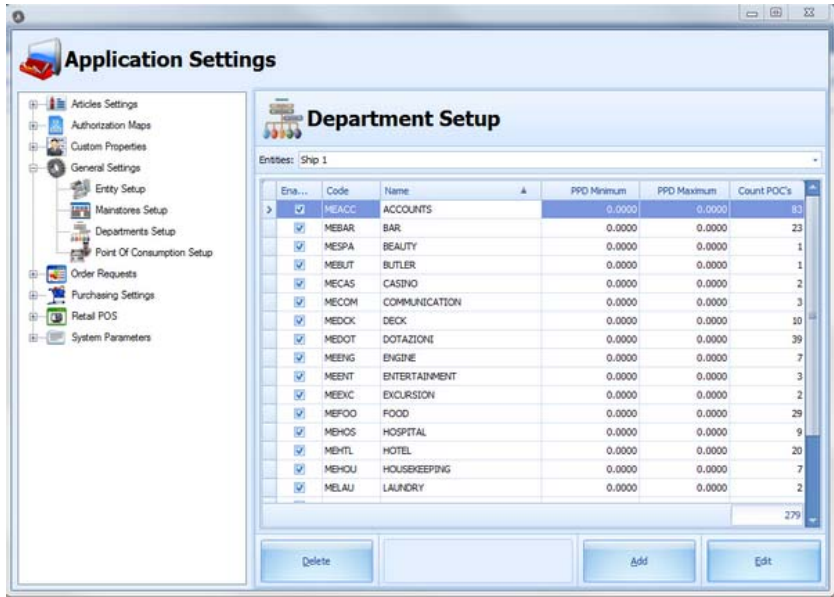 Application Settings
Articles Settings
Authorization Maps
Custom Properties
General Settings
Entity Setup
Mainstores Setup
Departments Setup
Point Of Consumption Setup
Order Requests
Purchasing Settings
Retail POS
System Parameters
Department Setup
Entities: Ship 1
Ena... Code Name PPD Minimum PPD Maximum Count POC's
MEACC ACCOUNTS 0.0000 0.0000 83
MEBAR BAR 0.0000 0.0000 23
MESPA BEAUTY 0.0000 0.0000 1
MEBUT BUTLER 0.0000 0.0000 1
MECAS CASINO 0.0000 0.0000 2
MECOM COMMUNICATION 0.0000 0.0000 3
MEDCK DECK 0.0000 0.0000 10
MEDOT DOTAZIONI 0.0000 0.0000 39
MEENG ENGINE 0.0000 0.0000 7
MEENT ENTERTAINMENT 0.0000 0.0000 3
MEEXC EXCURSION 0.0000 0.0000 2
MEFOO FOOD 0.0000 0.0000 29
MEHOS HOSPITAL 0.0000 0.0000 9
MEHTL HOTEL 0.0000 0.0000 20
MEHOU HOUSEKEEPING 0.0000 0.0000 7
MELAU LAUNDRY 0.0000 0.0000 2
279
Delete Add Edit